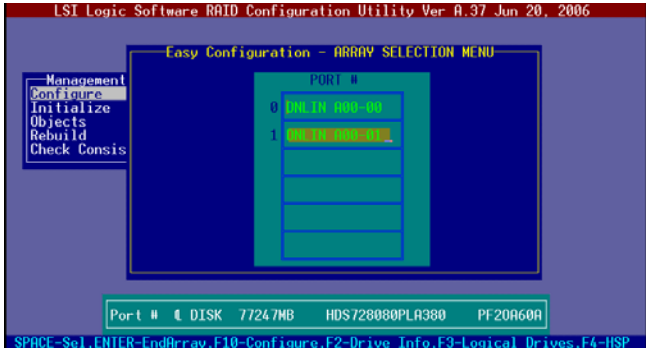 LSI Logic Software RAID Configuration Utility Ver A.37 Jun 20, 2006
Easy Configuration - ARRAY SELECTION MENU
Management
PORT #
Configure
Initialize
Objects
Rebuild
Check Consis
0 ONLIN A00-00
1 ONLIN A00-01
Port # DISK 77247MB HDS728080PLA380 PF2OA60A
SPACE-Sel,ENTER-EndArray,F10-Configure,F2-Drive Info,F3-Logical Drives,F4-HSP